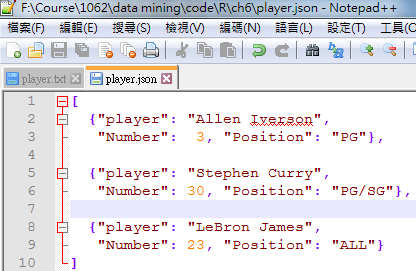 F:\Course\1062\data mining\code\R\ch6\player.json - Notepad++
檔案(F) 編輯(E) 搜尋(S) 檢視(V) 編碼(N) 語言(L) 設定(T) 工具(O
player.txt player.json
1 [
2 {"player": "Allen Iverson",
3 "Number": 3, "Position": "PG"},
4
5 {"player": "Stephen Curry",
6 "Number": 30, "Position": "PG/SG"},
7
8 {"player": "LeBron James",
9 "Number": 23, "Position": "ALL"}
10 ]